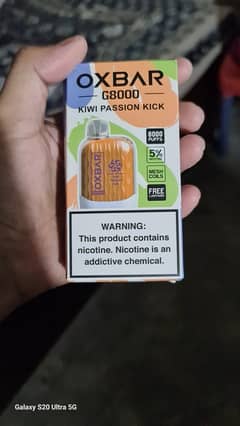 OXBAR
G8000
KIWI PASSION KICK
8000
PUFFS
5%
MESH
COILS
FREE
OXBAR
WARNING:
This product contains
nicotine. Nicotine is an
addictive chemical.
Galaxy S20 Ultra 5G